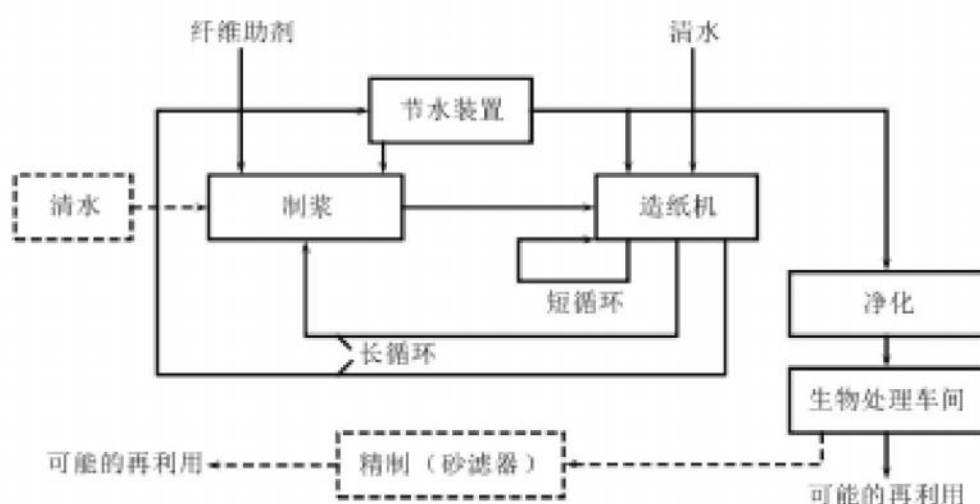 纤维助剂
清水
节水装置
清水
制浆
造纸机
短循环
净化
长循环
生物处理车间
可能的再利用
精制（砂滤器）
可能的再利用